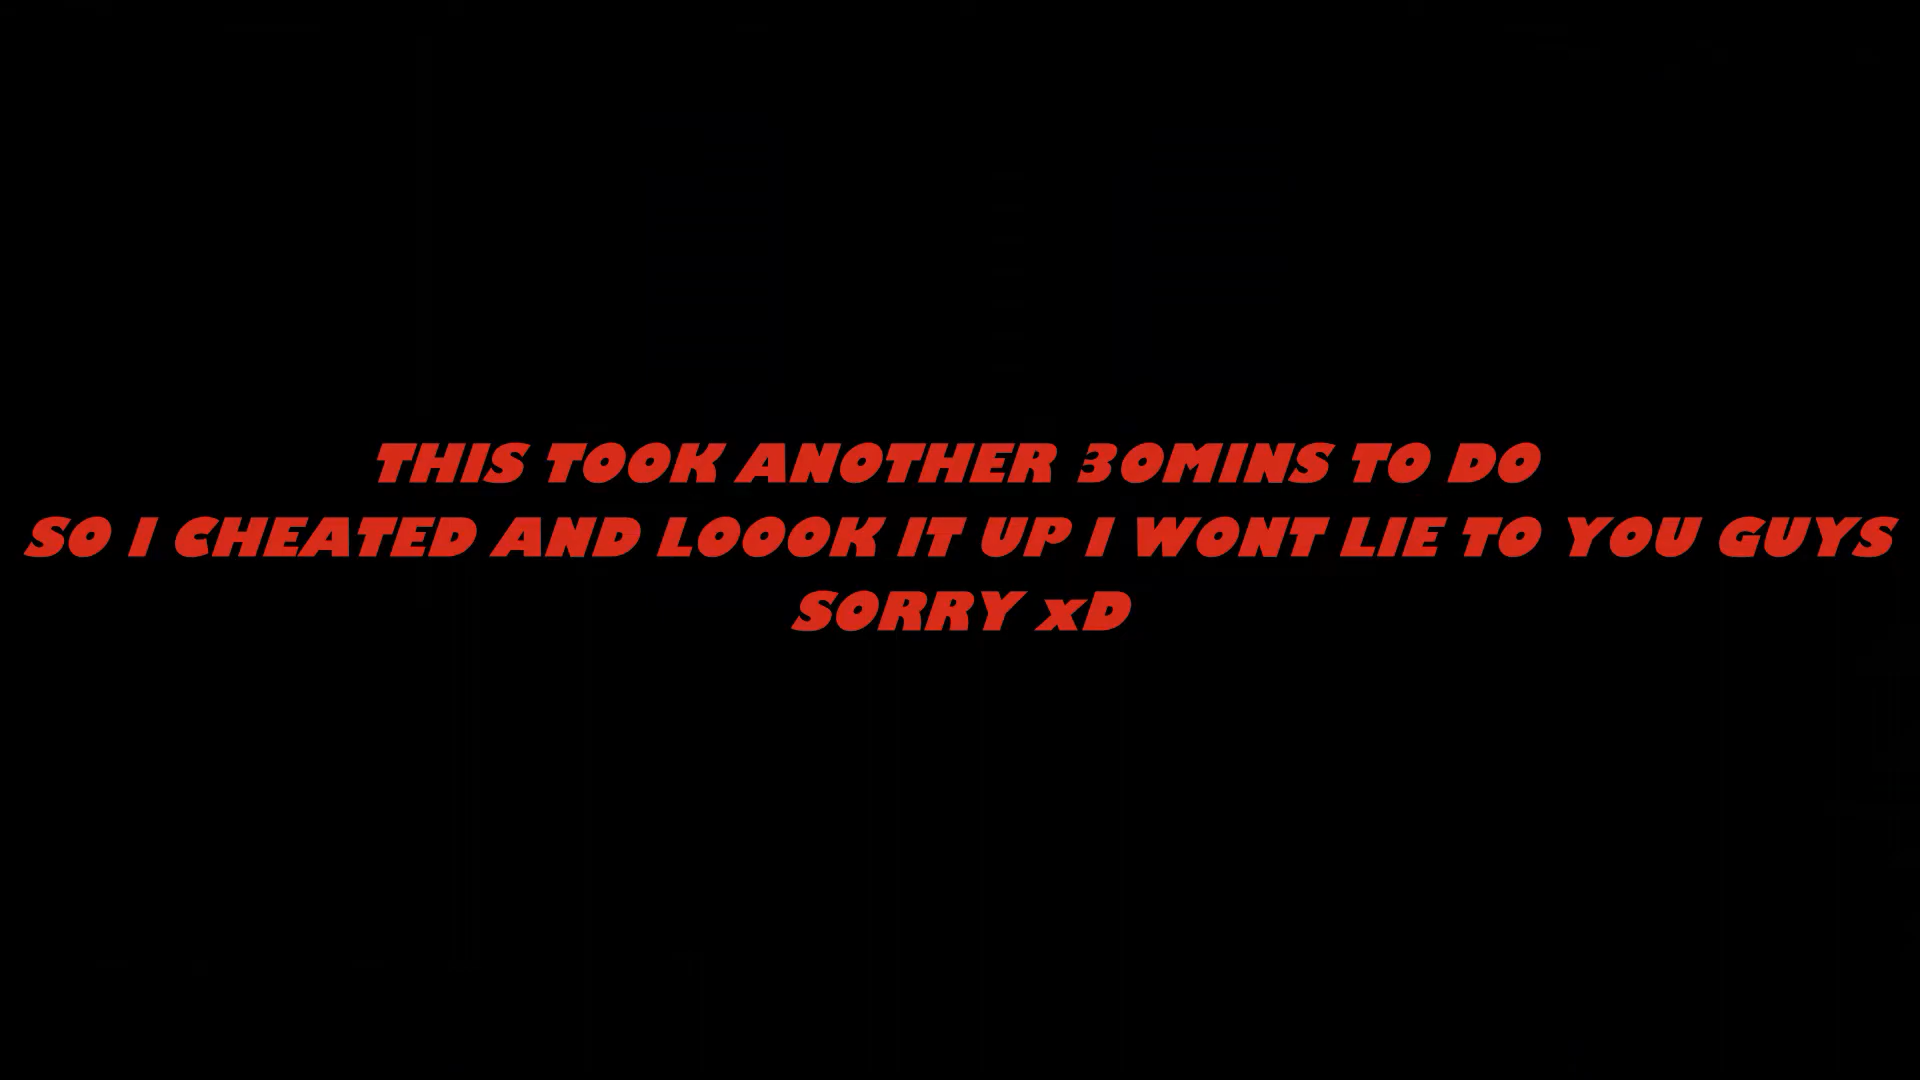 THIS TOOK ANOTHER 30MINS TO DO
SO I CHEATED AND LOOOK IT UP I WONT LIE TO YOU GUYS
SORRY xD